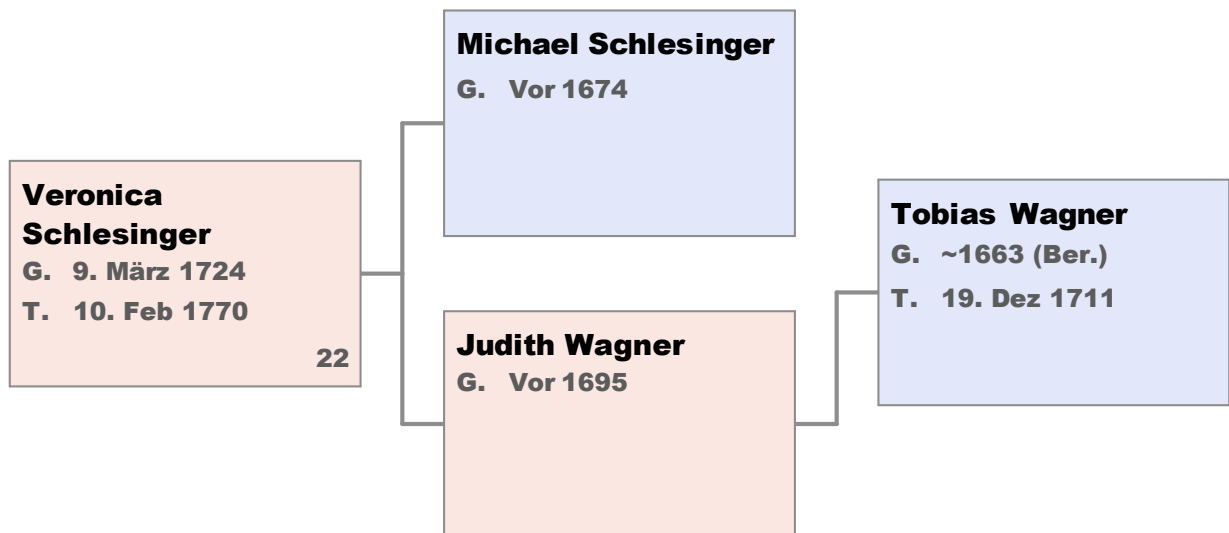 Michael Schlesinger
G. Vor 1674
Veronica
Schlesinger
G. 9. März 1724
T. 10. Feb 1770
22
Judith Wagner
G. Vor 1695
Tobias Wagner
G. ~1663 (Ber.)
T. 19. Dez 1711